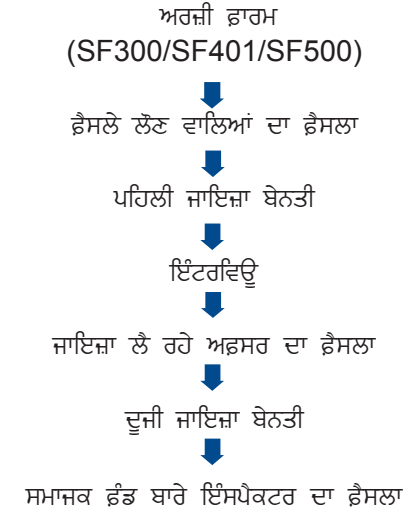 ਅਰਜ਼ੀ ਫ਼ਾਰਮ
(SF300/SF401/SF500)
ਫ਼ੈਸਲੇ ਲੌਣ ਵਾਲਿਆਂ ਦਾ ਫ਼ੈਸਲਾ
ਪਹਿਲੀ ਜਾਇਜ਼ਾ ਬੇਨਤੀ
ਇੰਟਰਵਿਊ
ਜਾਇਜ਼ਾ ਲੈ ਰਹੇ ਅਫ਼ਸਰ ਦਾ ਫ਼ੈਸਲਾ
ਦੂਜੀ ਜਾਇਜ਼ਾ ਬੇਨਤੀ
ਸਮਾਜਕ ਫ਼ੰਡ ਬਾਰੇ ਇੰਸਪੈਕਟਰ ਦਾ ਫ਼ੈਸਲਾ